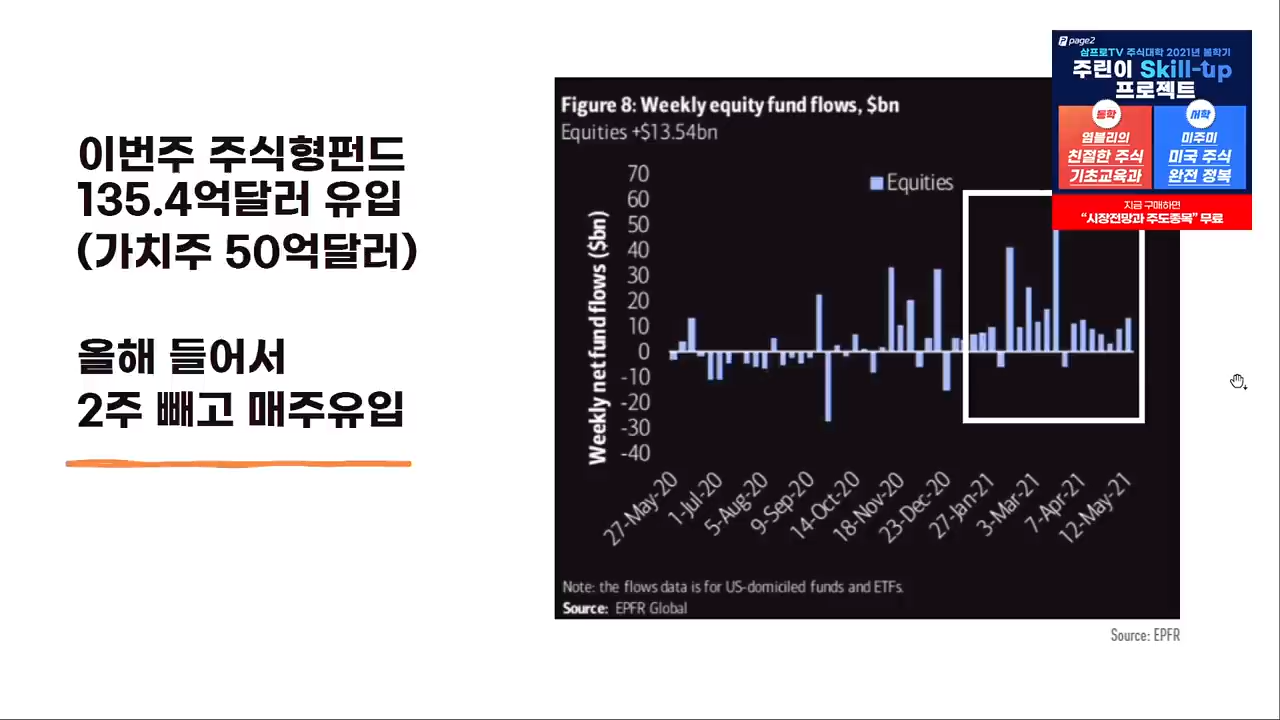 이번주 주식형펀드
135.4억달러 유입
(가치주 50억달러)
올해 들어서
2주 빼고 매주유입
Figure 8: Weekly equity fund flows, $bn
Equities +$13.54bn
Equities
Weekly net fund flows ($bn)
70
60
50
40
30
20
10
0
-10
-20
-30
-40
27-May-20
1-Jul-20
5-Aug-20
9-Sep-20
14-Oct-20
18-Nov-20
23-Dec-20
27-Jan-21
3-Mar-21
7-Apr-21
12-May-21
Note: the flows data is for US-domiciled funds and ETFs.
Source: EPFR Global
Source: EPFR
page2
삼프로TV 주식대학 2021년 봄학기
주린이 Skill-up
프로젝트
동학
염블리의
친절한 주식
기초교육과
서학
미주미
미국 주식
완전 정복
지금 구매하면
“시장전망과 주도종목” 무료